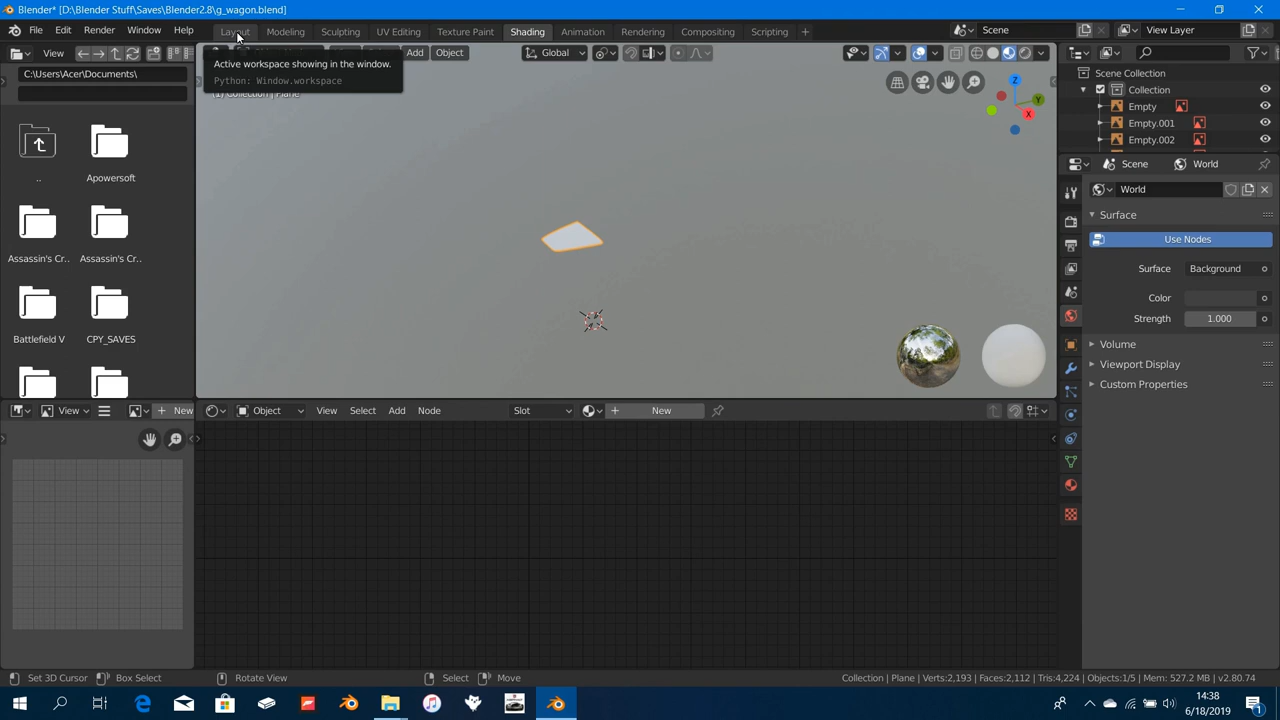 Blender* [D:\Blender Stuff\Saves\Blender2.8\g_wagon.blend]
File Edit Render Window Help Layout Modeling Sculpting UV Editing Texture Paint Shading Animation Rendering Compositing Scripting Scene View Layer
View Add Object Global
Active workspace showing in the window.
Python: Window.workspace
(1) Collection | Plane
C:\Users\Acer\Documents\
..
Apowersoft
Assassin's Cr..
Assassin's Cr..
Battlefield V
CPY_SAVES
Scene Collection
Collection
Empty
Empty.001
Empty.002
Scene World
World
Surface
Use Nodes
Surface Background
Color
Strength 1.000
Volume
Viewport Display
Custom Properties
Z
Y
X
View New Object View Select Add Node Slot New
Set 3D Cursor Box Select Rotate View Select Move Collection | Plane | Verts:2,193 | Faces:2,112 | Tris:4,224 | Objects:1/5 | Mem: 527.2 MB | v2.80.74
14:38
6/18/2019